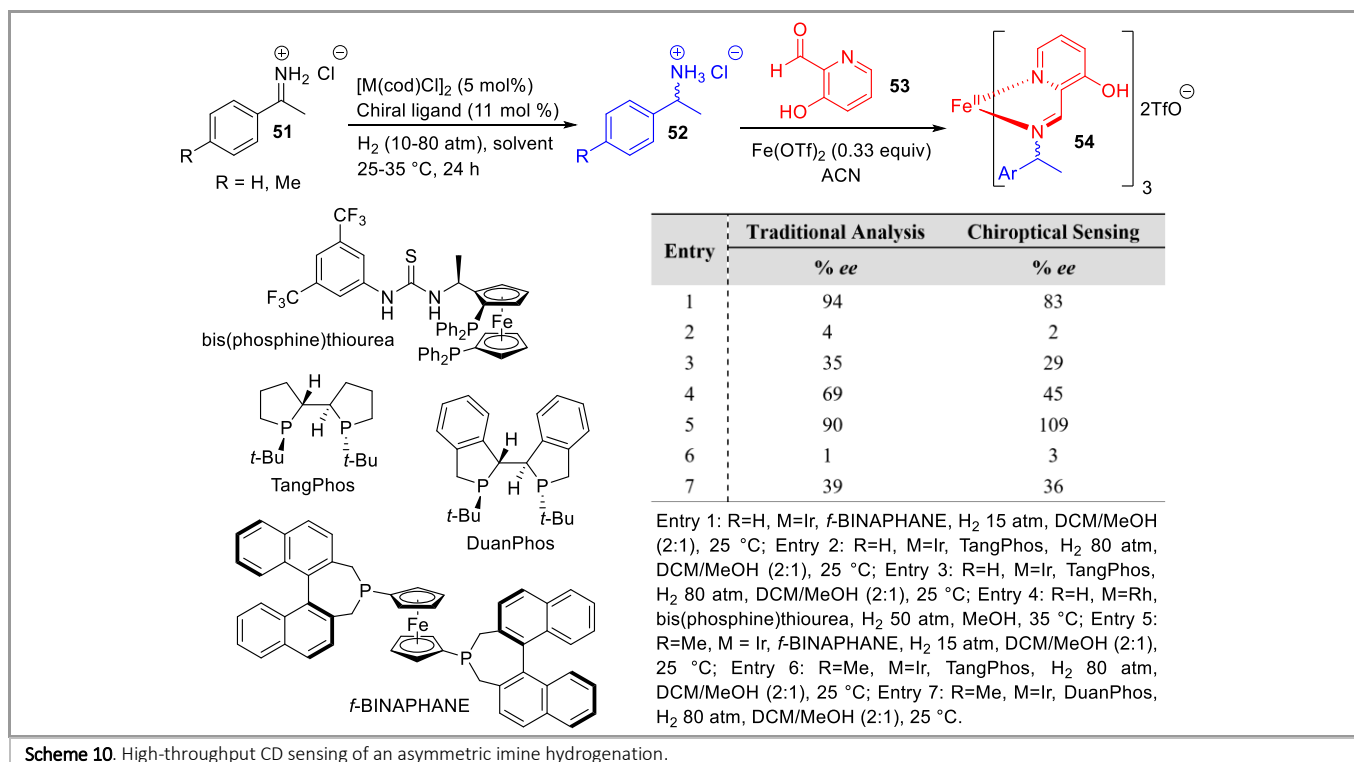 NH2 Cl
R
51
R = H, Me
[M(cod)Cl]2 (5 mol%)
Chiral ligand (11 mol %)
H2 (10-80 atm), solvent
25-35 °C, 24 h
NH3 Cl
R
52
O
H
N
HO
53
Fe(OTf)2 (0.33 equiv)
ACN
FeII
N
N
OH
Ar
54
3
2TfO
CF3
F3C
S
N
H
N
H
Ph2P
Fe
Ph2P
bis(phosphine)thiourea
H
P
H
P
t-Bu
t-Bu
TangPhos
H
P
H
P
t-Bu
t-Bu
DuanPhos
P
Fe
P
f-BINAPHANE
Entry Traditional Analysis Chiroptical Sensing
% ee % ee
1 94 83
2 4 2
3 35 29
4 69 45
5 90 109
6 1 3
7 39 36
Entry 1: R=H, M=Ir, f-BINAPHANE, H2 15 atm, DCM/MeOH
(2:1), 25 °C; Entry 2: R=H, M=Ir, TangPhos, H2 80 atm,
DCM/MeOH (2:1), 25 °C; Entry 3: R=H, M=Ir, TangPhos,
H2 80 atm, DCM/MeOH (2:1), 25 °C; Entry 4: R=H, M=Rh,
bis(phosphine)thiourea, H2 50 atm, MeOH, 35 °C; Entry 5:
R=Me, M = Ir, f-BINAPHANE, H2 15 atm, DCM/MeOH (2:1),
25 °C; Entry 6: R=Me, M=Ir, TangPhos, H2 80 atm,
DCM/MeOH (2:1), 25 °C; Entry 7: R=Me, M=Ir, DuanPhos,
H2 80 atm, DCM/MeOH (2:1), 25 °C.
Scheme 10. High-throughput CD sensing of an asymmetric imine hydrogenation.